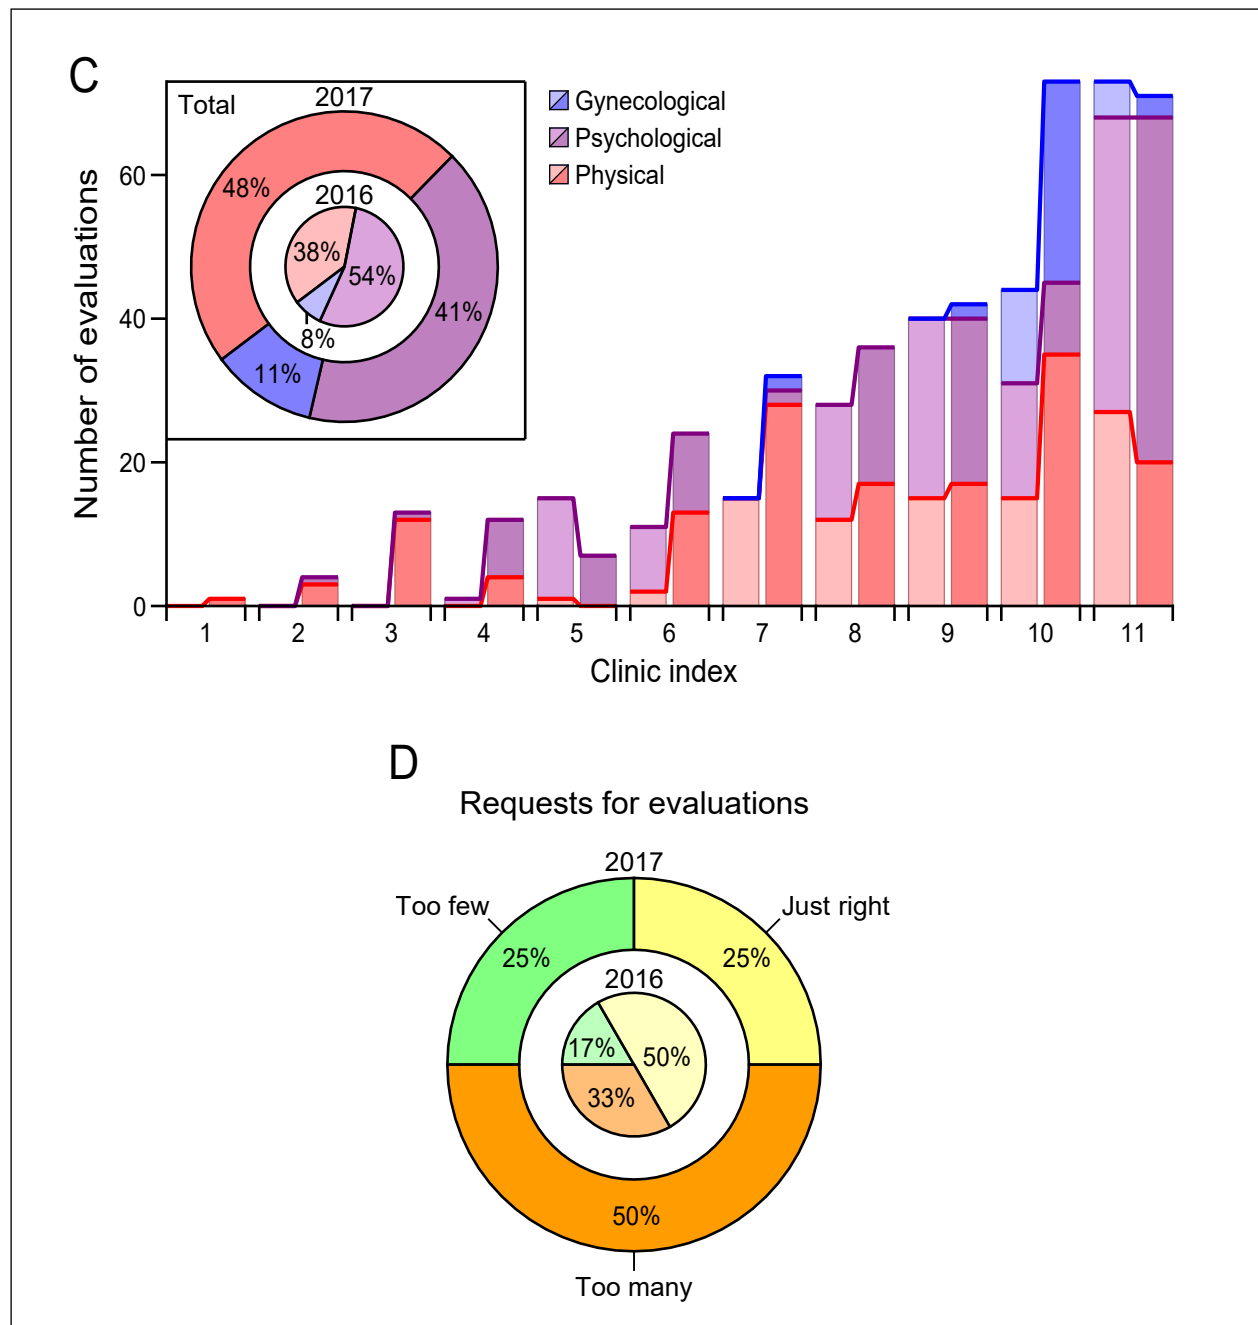 C
Total
2017
48%
2016
38%
54%
41%
8%
11%
Gynecological
Psychological
Physical
Number of evaluations
60
40
20
0
1 2 3 4 5 6 7 8 9 10 11
Clinic index
D
Requests for evaluations
2017
Too few
Just right
25%
25%
2016
17%
50%
33%
50%
Too many